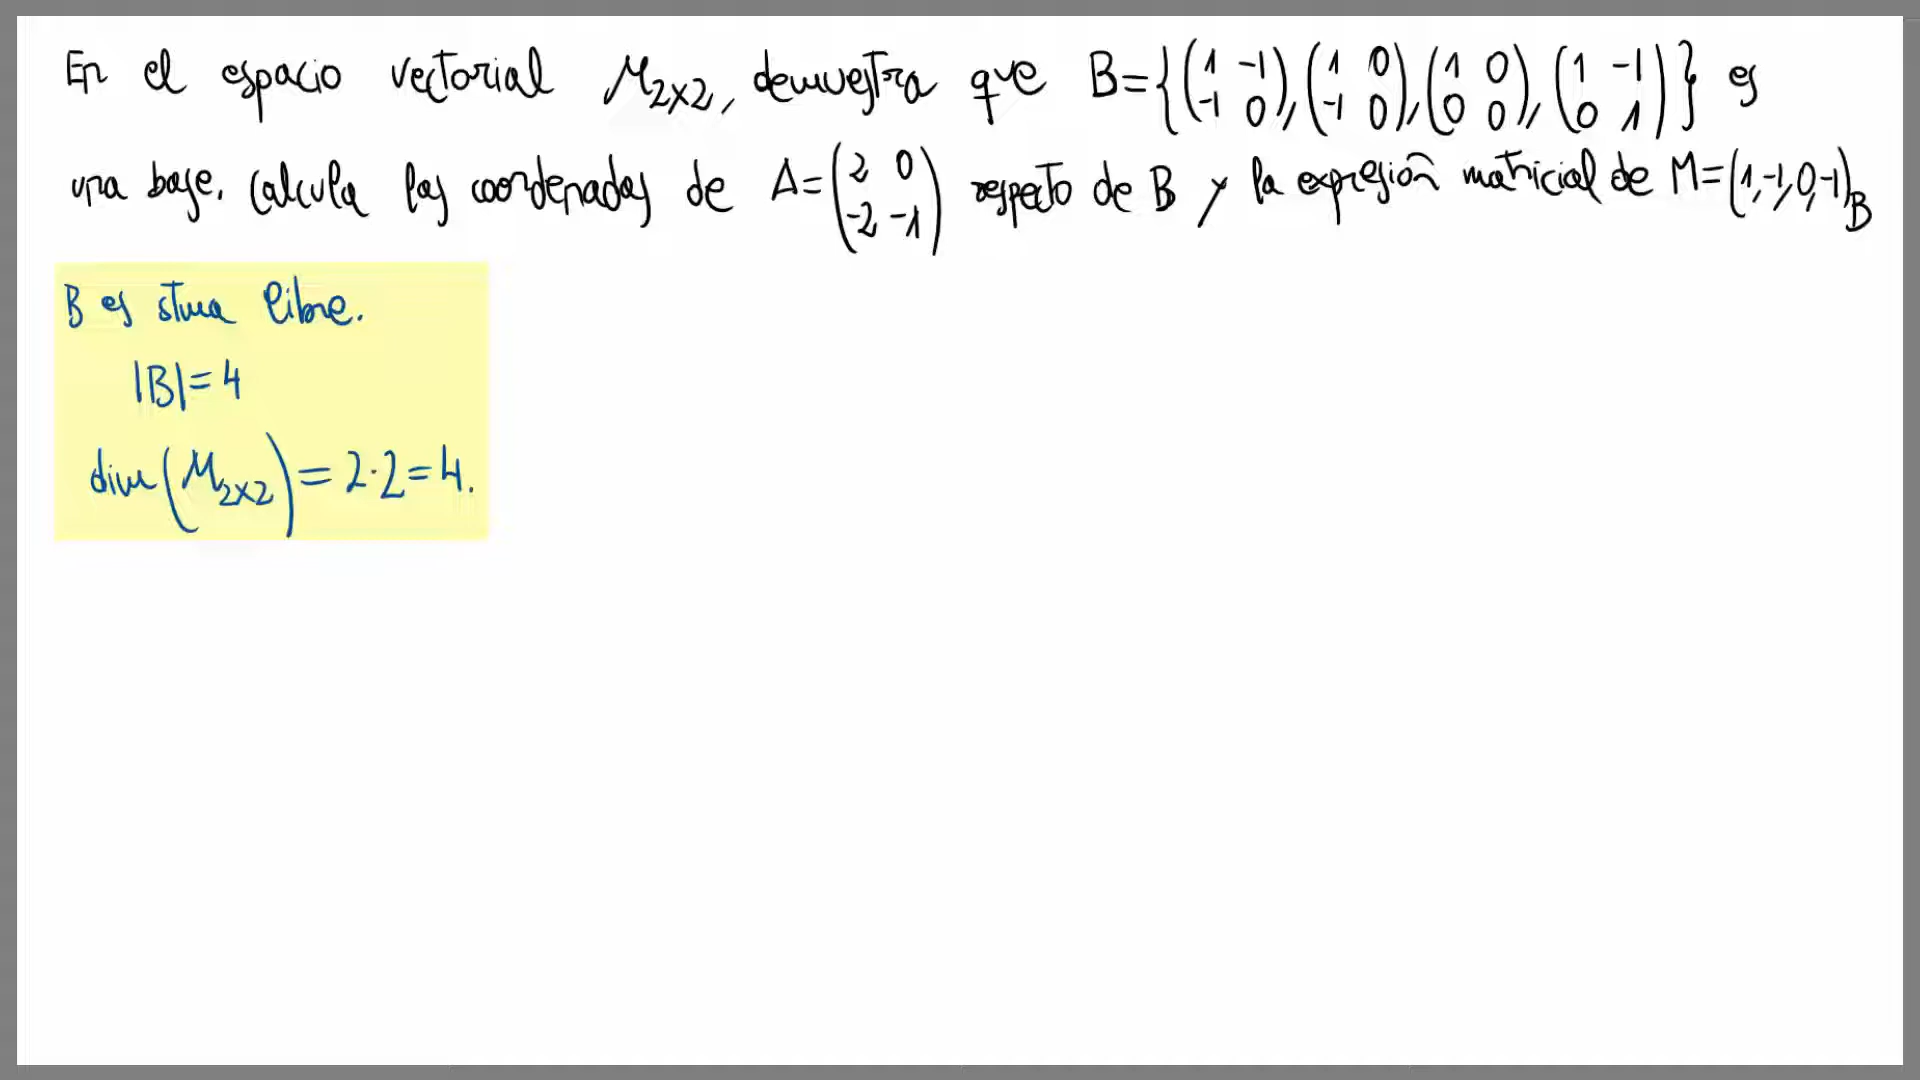 En el espacio vectorial M₂ₓ₂, demuestra que B={(1 -1; -1 0), (1 0; -1 0), (1 0; 0 0), (1 -1; 0 1)} es
una base. Calcula las coordenadas de A=(2 0; -2 -1) respecto de B y la expresión matricial de M=(1,-1,0,-1)_B
B es stma libre.
|B|=4
dim(M₂ₓ₂)=2·2=4.